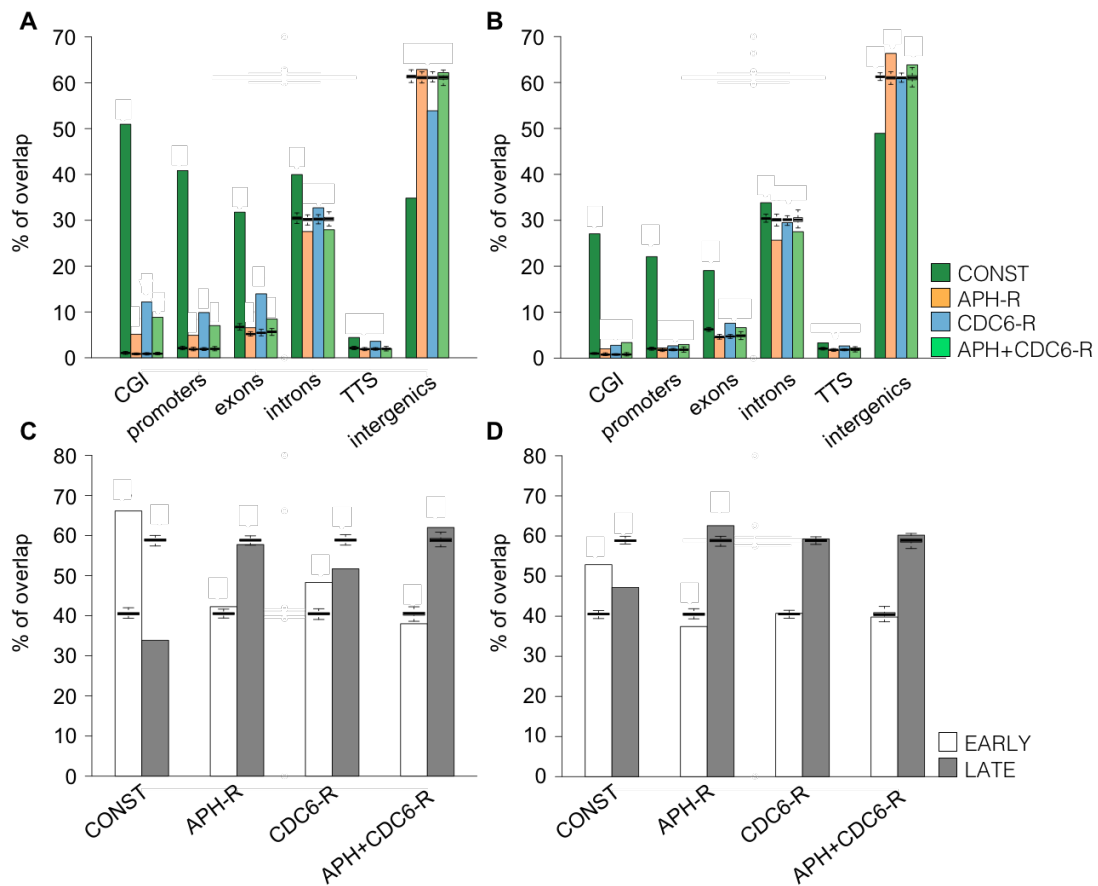 A
% of overlap
70
60
50
40
30
20
10
0
CGI
promoters
exons
introns
TTS
intergenics
B
% of overlap
70
60
50
40
30
20
10
0
CGI
promoters
exons
introns
TTS
intergenics
CONST
APH-R
CDC6-R
APH+CDC6-R
C
% of overlap
80
70
60
50
40
30
20
10
0
CONST
APH-R
CDC6-R
APH+CDC6-R
D
% of overlap
80
70
60
50
40
30
20
10
0
CONST
APH-R
CDC6-R
APH+CDC6-R
EARLY
LATE